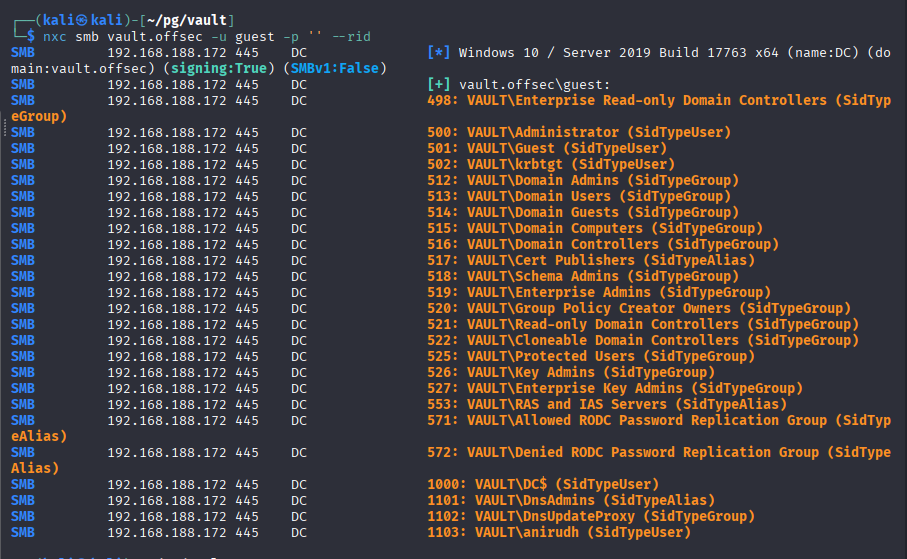 ┌──(kali㉿kali)-[~/pg/vault]
└─$ nxc smb vault.offsec -u guest -p '' --rid
SMB 192.168.188.172 445 DC [*] Windows 10 / Server 2019 Build 17763 x64 (name:DC) (do
main:vault.offsec) (signing:True) (SMBv1:False)
SMB 192.168.188.172 445 DC [+] vault.offsec\guest:
SMB 192.168.188.172 445 DC 498: VAULT\Enterprise Read-only Domain Controllers (SidTyp
eGroup)
SMB 192.168.188.172 445 DC 500: VAULT\Administrator (SidTypeUser)
SMB 192.168.188.172 445 DC 501: VAULT\Guest (SidTypeUser)
SMB 192.168.188.172 445 DC 502: VAULT\krbtgt (SidTypeUser)
SMB 192.168.188.172 445 DC 512: VAULT\Domain Admins (SidTypeGroup)
SMB 192.168.188.172 445 DC 513: VAULT\Domain Users (SidTypeGroup)
SMB 192.168.188.172 445 DC 514: VAULT\Domain Guests (SidTypeGroup)
SMB 192.168.188.172 445 DC 515: VAULT\Domain Computers (SidTypeGroup)
SMB 192.168.188.172 445 DC 516: VAULT\Domain Controllers (SidTypeGroup)
SMB 192.168.188.172 445 DC 517: VAULT\Cert Publishers (SidTypeAlias)
SMB 192.168.188.172 445 DC 518: VAULT\Schema Admins (SidTypeGroup)
SMB 192.168.188.172 445 DC 519: VAULT\Enterprise Admins (SidTypeGroup)
SMB 192.168.188.172 445 DC 520: VAULT\Group Policy Creator Owners (SidTypeGroup)
SMB 192.168.188.172 445 DC 521: VAULT\Read-only Domain Controllers (SidTypeGroup)
SMB 192.168.188.172 445 DC 522: VAULT\Cloneable Domain Controllers (SidTypeGroup)
SMB 192.168.188.172 445 DC 525: VAULT\Protected Users (SidTypeGroup)
SMB 192.168.188.172 445 DC 526: VAULT\Key Admins (SidTypeGroup)
SMB 192.168.188.172 445 DC 527: VAULT\Enterprise Key Admins (SidTypeGroup)
SMB 192.168.188.172 445 DC 553: VAULT\RAS and IAS Servers (SidTypeAlias)
SMB 192.168.188.172 445 DC 571: VAULT\Allowed RODC Password Replication Group (SidTyp
eAlias)
SMB 192.168.188.172 445 DC 572: VAULT\Denied RODC Password Replication Group (SidType
Alias)
SMB 192.168.188.172 445 DC 1000: VAULT\DC$ (SidTypeUser)
SMB 192.168.188.172 445 DC 1101: VAULT\DnsAdmins (SidTypeAlias)
SMB 192.168.188.172 445 DC 1102: VAULT\DnsUpdateProxy (SidTypeGroup)
SMB 192.168.188.172 445 DC 1103: VAULT\anirudh (SidTypeUser)